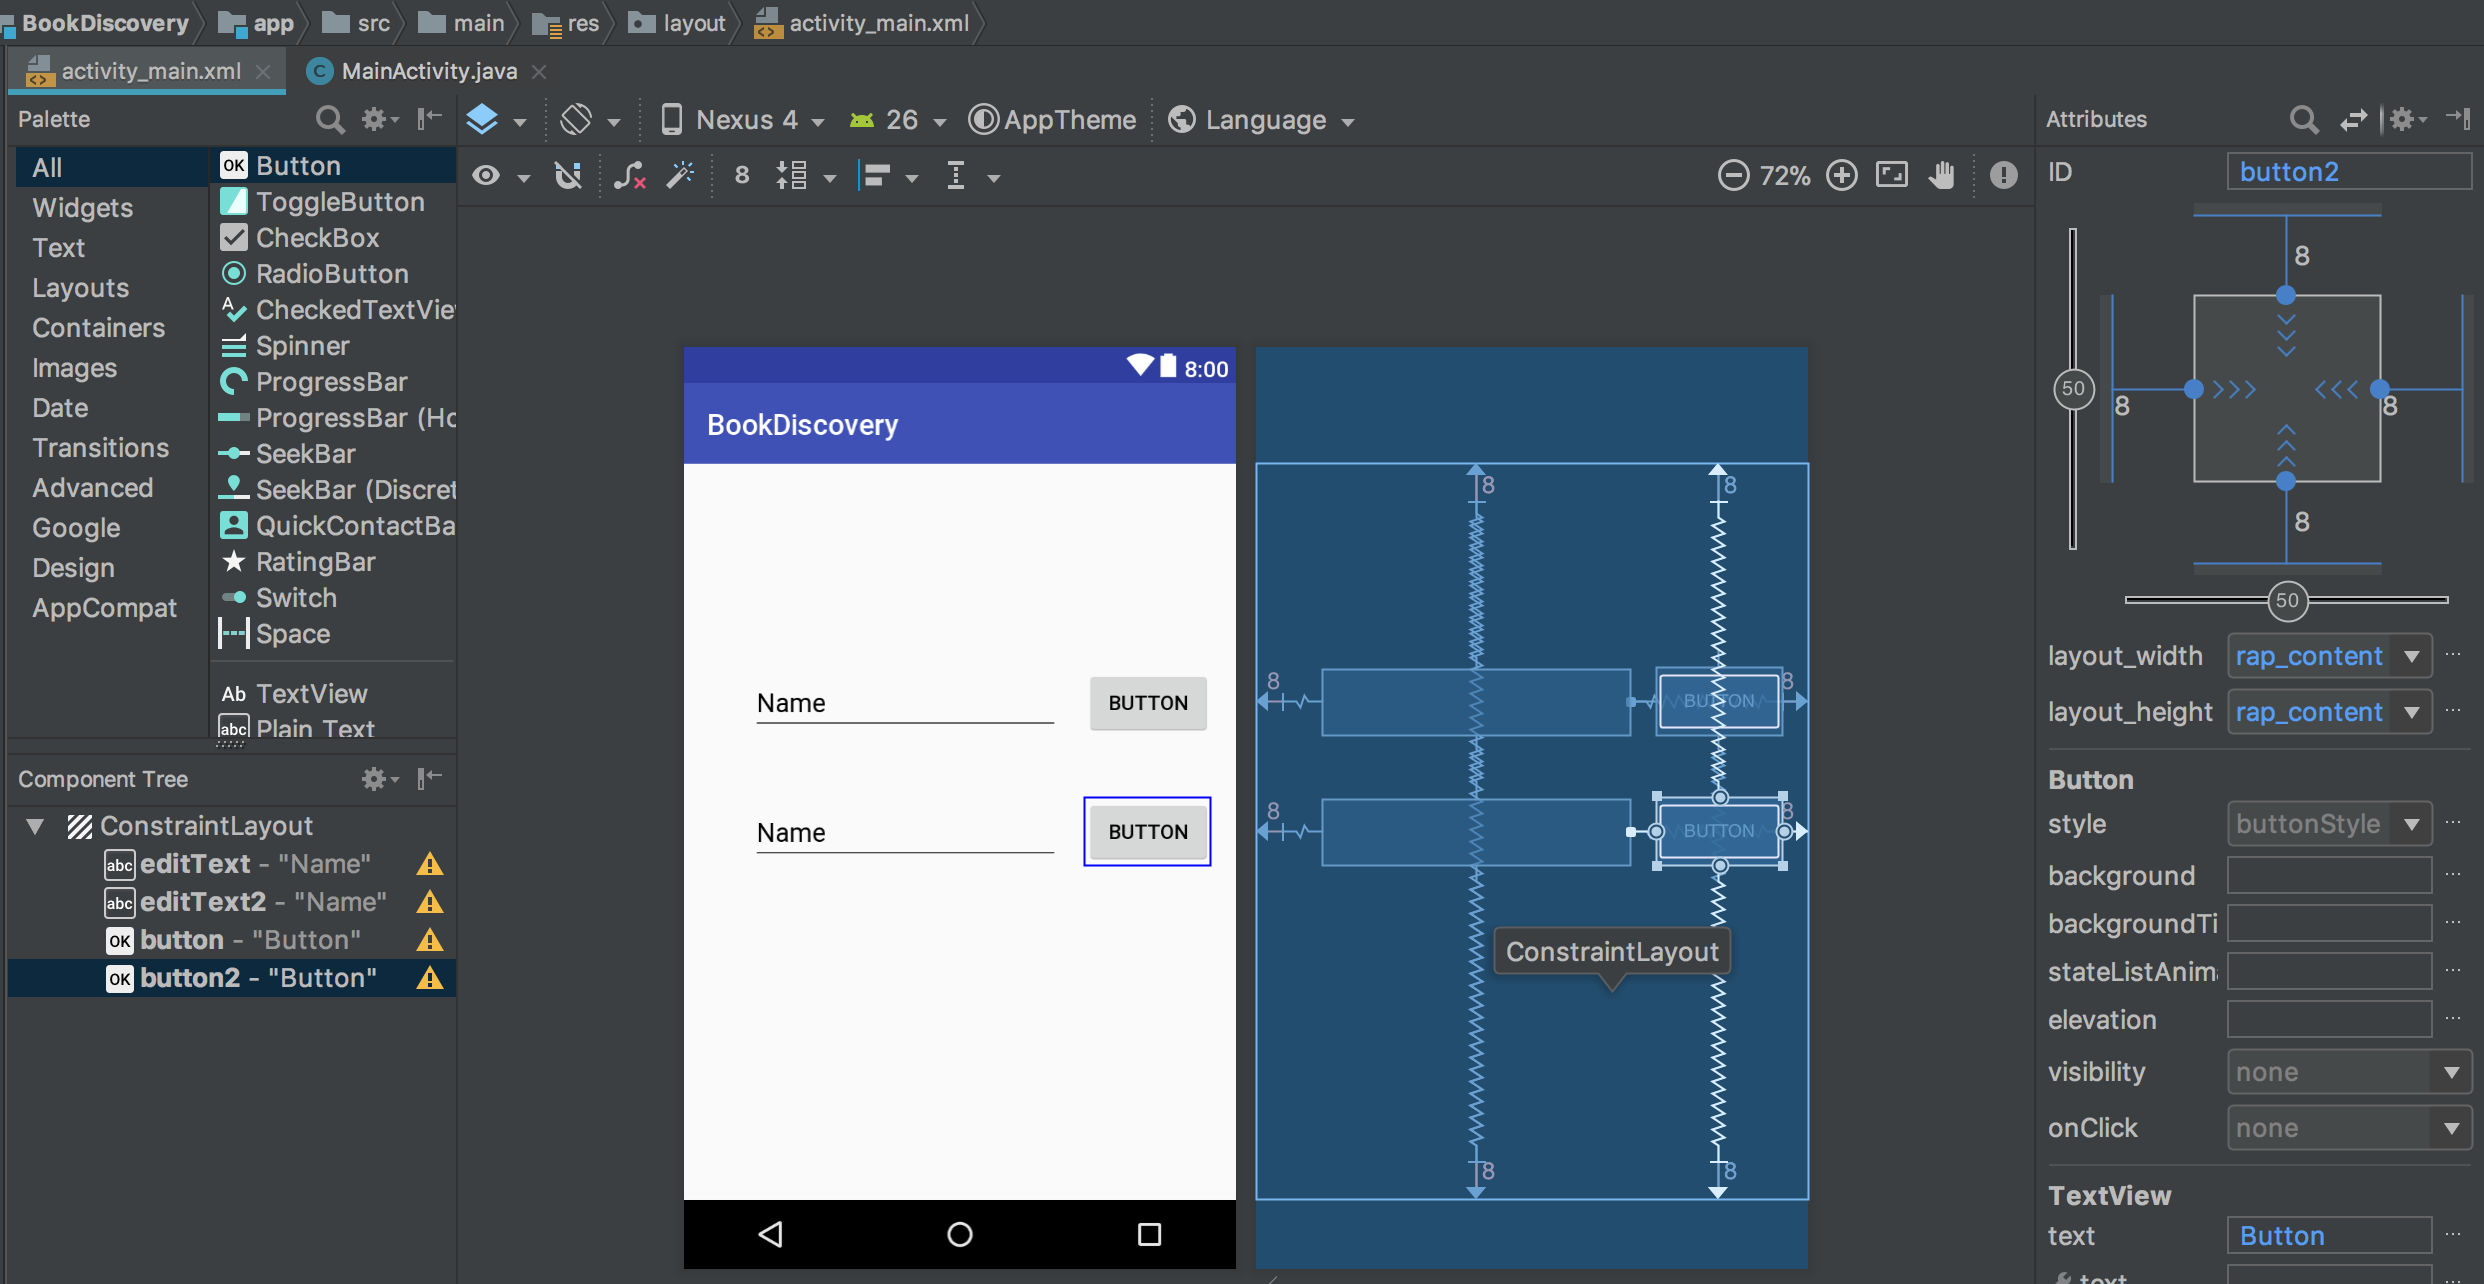 BookDiscovery app src main res layout activity_main.xml
activity_main.xml MainActivity.java
Palette
Nexus 4 26 AppTheme Language
8 72%
Attributes
All
Widgets
Text
Layouts
Containers
Images
Date
Transitions
Advanced
Google
Design
AppCompat
OK Button
ToggleButton
CheckBox
RadioButton
CheckedTextVie
Spinner
ProgressBar
ProgressBar (Ho
SeekBar
SeekBar (Discret
QuickContactBa
RatingBar
Switch
Space
Ab TextView
abc Plain Text
Component Tree
ConstraintLayout
abc editText - "Name"
abc editText2 - "Name"
OK button - "Button"
OK button2 - "Button"
8:00
BookDiscovery
Name BUTTON
Name BUTTON
8 8
8 BUTTON 8
8 BUTTON 8
ConstraintLayout
8 8
ID button2
8
50 8 8
8
50
layout_width rap_content
layout_height rap_content
Button
style buttonStyle
background
backgroundTi
stateListAnim
elevation
visibility none
onClick none
TextView
text Button
text